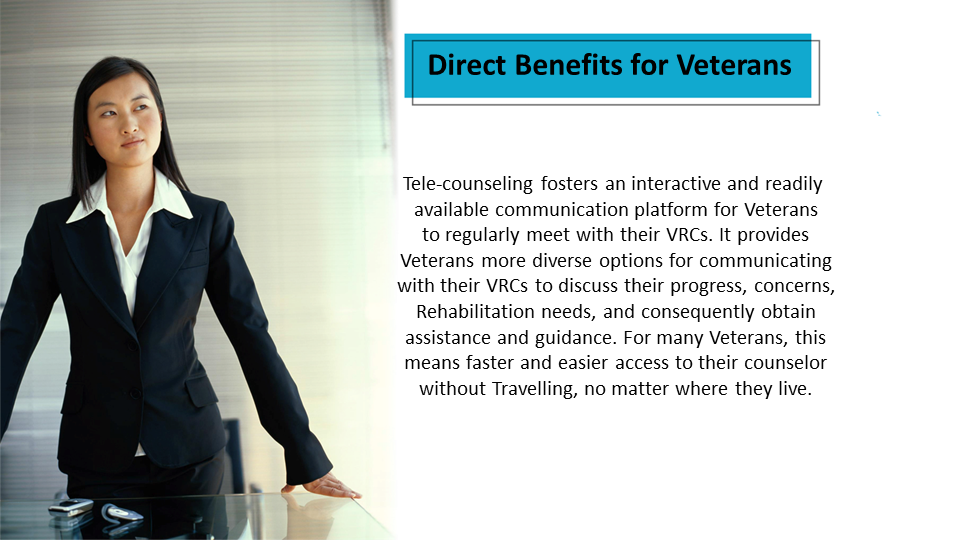 Direct Benefits for Veterans
Tele-counseling fosters an interactive and readily
available communication platform for Veterans
to regularly meet with their VRCs. It provides
Veterans more diverse options for communicating
with their VRCs to discuss their progress, concerns,
Rehabilitation needs, and consequently obtain
assistance and guidance. For many Veterans, this
means faster and easier access to their counselor
without Travelling, no matter where they live.